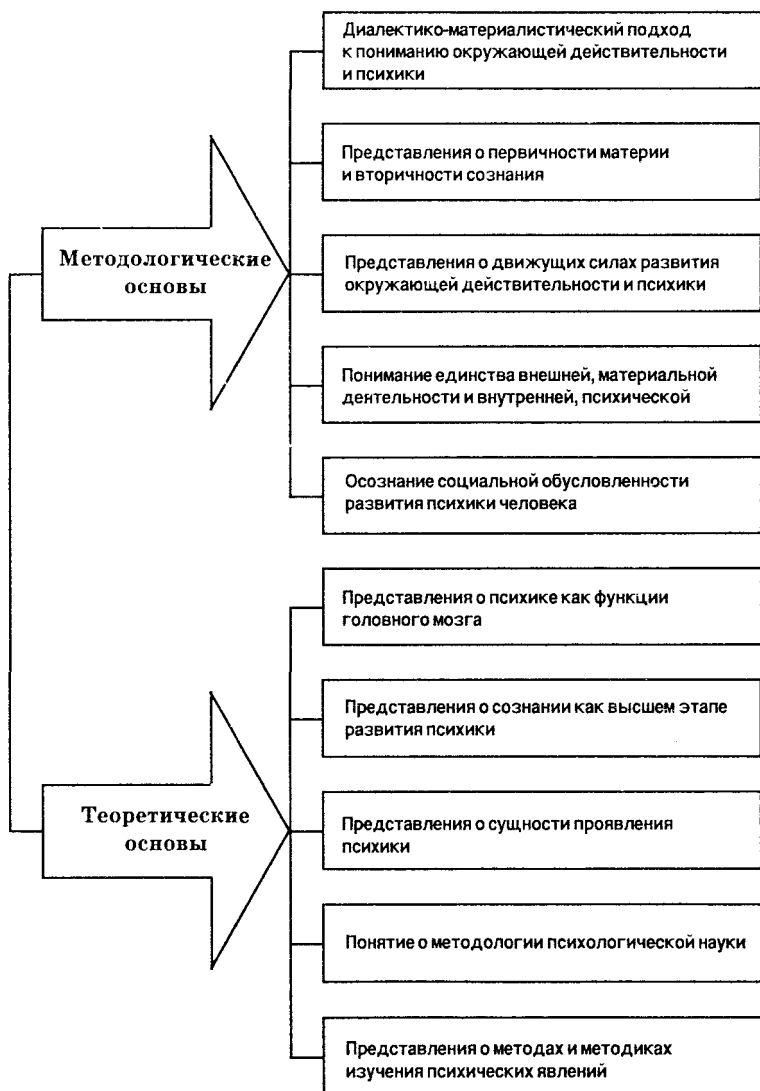 Методологические
основы
Диалектико-материалистический подход
к пониманию окружающей действительности
и психики
Представления о первичности материи
и вторичности сознания
Представления о движущих силах развития
окружающей действительности и психики
Понимание единства внешней, материальной
деятельности и внутренней, психической
Осознание социальной обусловленности
развития психики человека
Теоретические
основы
Представления о психике как функции
головного мозга
Представления о сознании как высшем этапе
развития психики
Представления о сущности проявления
психики
Понятие о методологии психологической науки
Представления о методах и методиках
изучения психических явлений